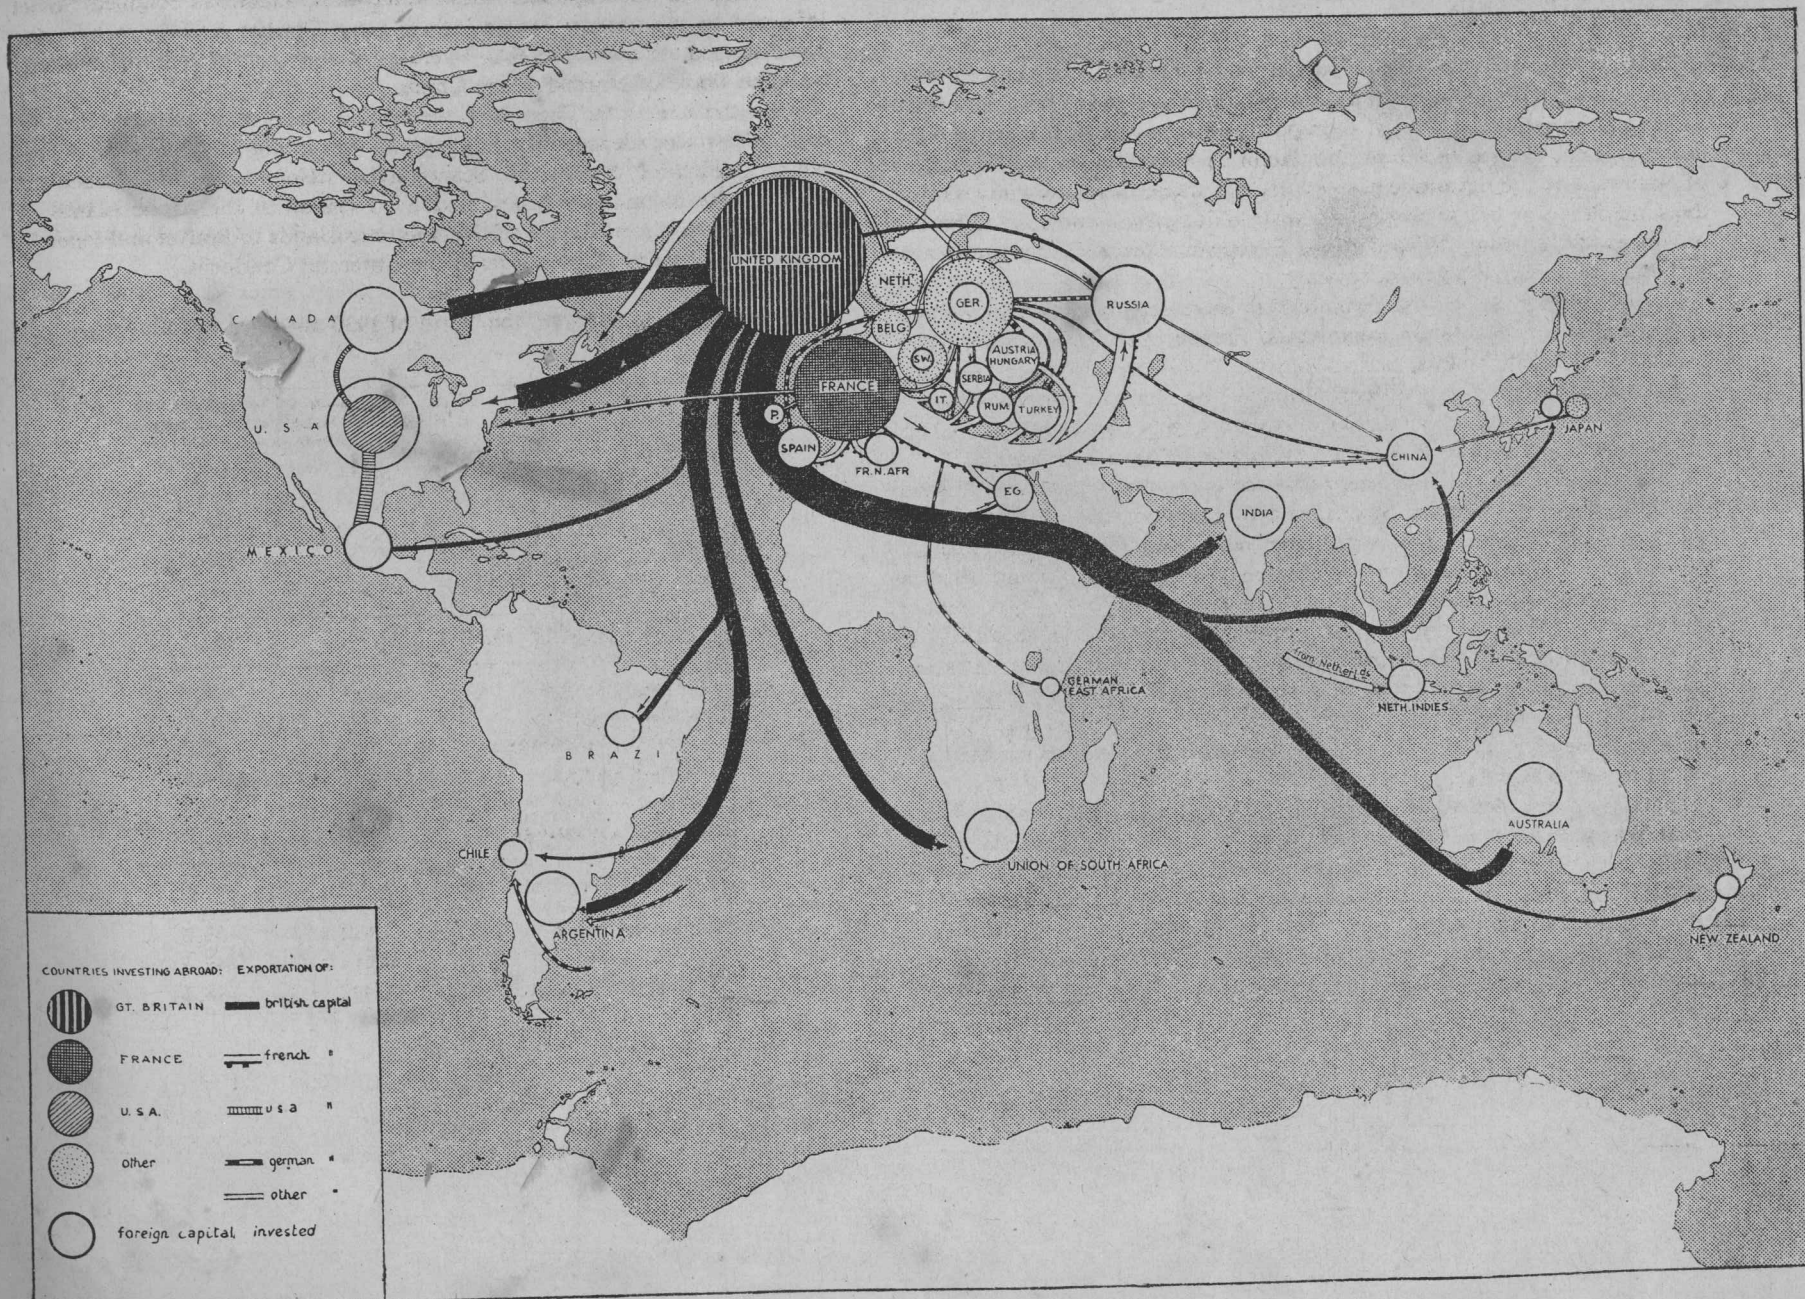 UNITED KINGDOM
NETH.
GER.
RUSSIA
BELG.
CANADA
SW.
AUSTRIA
HUNGARY
FRANCE
SERBIA
IT.
RUM.
TURKEY
P.
U. S. A.
JAPAN
SPAIN
FR. N. AFR
CHINA
EG.
INDIA
MEXICO
from Netherl ds
GERMAN
EAST AFRICA
NETH. INDIES
BRAZIL
AUSTRALIA
CHILE
UNION OF SOUTH AFRICA
ARGENTINA
NEW ZEALAND
COUNTRIES INVESTING ABROAD: EXPORTATION OF:
GT. BRITAIN british capital
FRANCE french "
U. S. A. usa "
other german "
other "
foreign capital invested